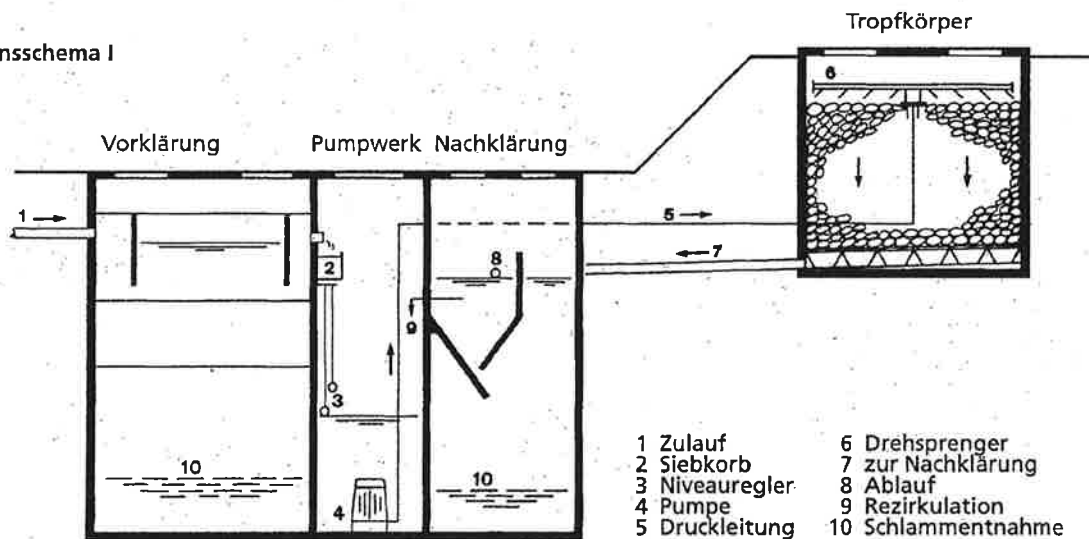 Tropfkörper
nsschema I
Vorklärung Pumpwerk Nachklärung
6
1
5
7
2
8
9
3
10
10
4
1 Zulauf
2 Siebkorb
3 Niveauregler
4 Pumpe
5 Druckleitung
6 Drehsprenger
7 zur Nachklärung
8 Ablauf
9 Rezirkulation
10 Schlammentnahme